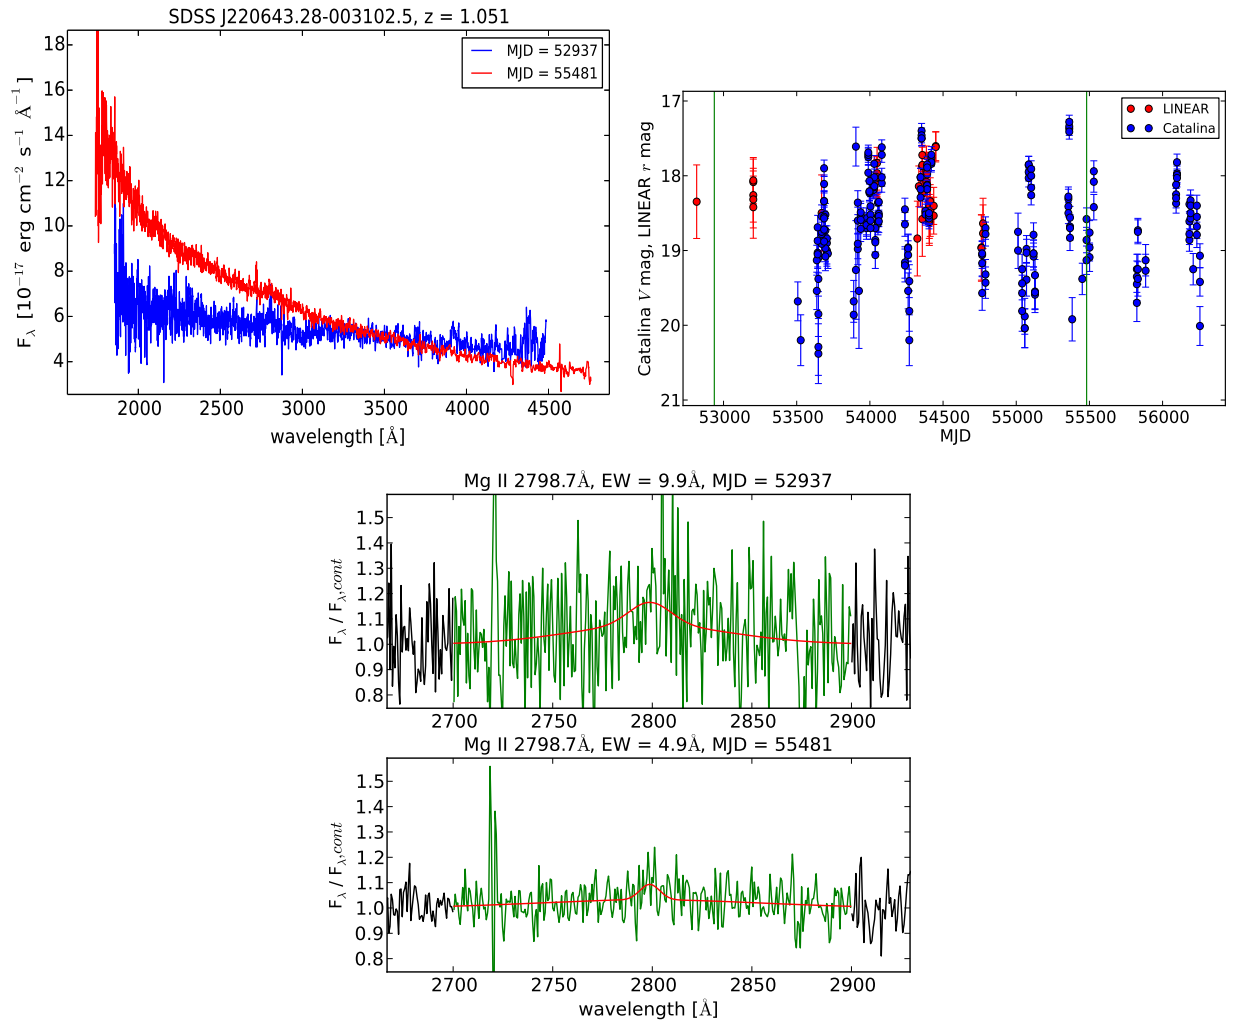 SDSS J220643.28-003102.5, z = 1.051
MJD = 52937
MJD = 55481
18
16
14
12
10
8
6
4
F_λ [10^{-17} erg cm^{-2} s^{-1} Å^{-1}]
2000 2500 3000 3500 4000 4500
wavelength [Å]
LINEAR
Catalina
17
18
19
20
21
Catalina V mag, LINEAR r mag
53000 53500 54000 54500 55000 55500 56000
MJD
Mg II 2798.7Å, EW = 9.9Å, MJD = 52937
1.5
1.4
1.3
1.2
1.1
1.0
0.9
0.8
F_λ / F_{λ,cont}
2700 2750 2800 2850 2900
Mg II 2798.7Å, EW = 4.9Å, MJD = 55481
1.5
1.4
1.3
1.2
1.1
1.0
0.9
0.8
F_λ / F_{λ,cont}
2700 2750 2800 2850 2900
wavelength [Å]